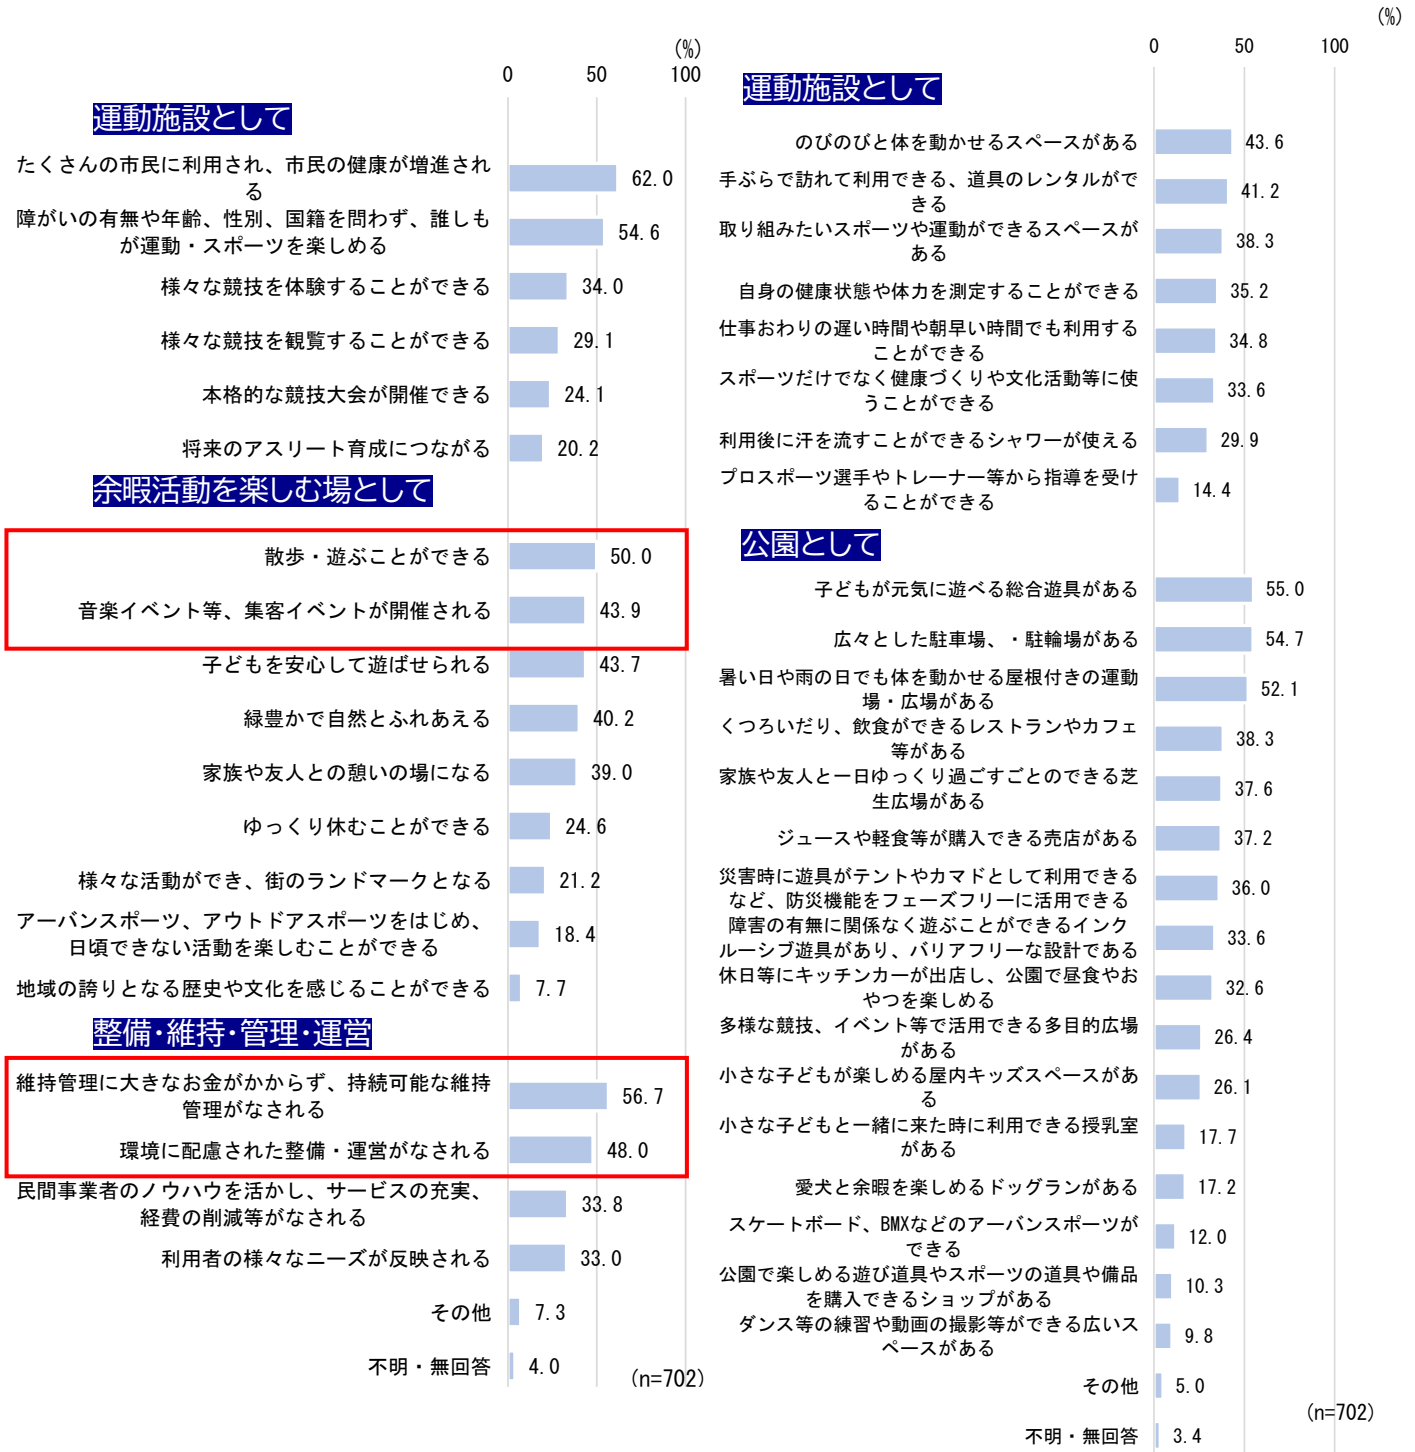 (%)
0 50 100
運動施設として
たくさんの市民に利用され、市民の健康が増進され
る
62.0
障がいの有無や年齢、性別、国籍を問わず、誰しも
が運動・スポーツを楽しめる
54.6
様々な競技を体験することができる
34.0
様々な競技を観覧することができる
29.1
本格的な競技大会が開催できる
24.1
将来のアスリート育成につながる
20.2
余暇活動を楽しむ場として
散歩・遊ぶことができる
50.0
音楽イベント等、集客イベントが開催される
43.9
子どもを安心して遊ばせられる
43.7
緑豊かで自然とふれあえる
40.2
家族や友人との憩いの場になる
39.0
ゆっくり休むことができる
24.6
様々な活動ができ、街のランドマークとなる
21.2
アーバンスポーツ、アウトドアスポーツをはじめ、
日頃できない活動を楽しむことができる
18.4
地域の誇りとなる歴史や文化を感じることができる
7.7
整備・維持・管理・運営
維持管理に大きなお金がかからず、持続可能な維持
管理がなされる
56.7
環境に配慮された整備・運営がなされる
48.0
民間事業者のノウハウを活かし、サービスの充実、
経費の削減等がなされる
33.8
利用者の様々なニーズが反映される
33.0
その他
7.3
不明・無回答
4.0
(n=702)
(%)
0 50 100
運動施設として
のびのびと体を動かせるスペースがある
43.6
手ぶらで訪れて利用できる、道具のレンタルがで
きる
41.2
取り組みたいスポーツや運動ができるスペースが
ある
38.3
自身の健康状態や体力を測定することができる
35.2
仕事おわりの遅い時間や朝早い時間でも利用する
ことができる
34.8
スポーツだけでなく健康づくりや文化活動等に使
うことができる
33.6
利用後に汗を流すことができるシャワーが使える
29.9
プロスポーツ選手やトレーナー等から指導を受け
ることができる
14.4
公園として
子どもが元気に遊べる総合遊具がある
55.0
広々とした駐車場、・駐輪場がある
54.7
暑い日や雨の日でも体を動かせる屋根付きの運動
場・広場がある
52.1
くつろいだり、飲食ができるレストランやカフェ
等がある
38.3
家族や友人と一日ゆっくり過ごすごとのできる芝
生広場がある
37.6
ジュースや軽食等が購入できる売店がある
37.2
災害時に遊具がテントやカマドとして利用できる
など、防災機能をフェーズフリーに活用できる
36.0
障害の有無に関係なく遊ぶことができるインク
ルーシブ遊具があり、バリアフリーな設計である
33.6
休日等にキッチンカーが出店し、公園で昼食やお
やつを楽しめる
32.6
多様な競技、イベント等で活用できる多目的広場
がある
26.4
小さな子どもが楽しめる屋内キッズスペースがあ
る
26.1
小さな子どもと一緒に来た時に利用できる授乳室
がある
17.7
愛犬と余暇を楽しめるドッグランがある
17.2
スケートボード、BMXなどのアーバンスポーツが
できる
12.0
公園で楽しめる遊び道具やスポーツの道具や備品
を購入できるショップがある
10.3
ダンス等の練習や動画の撮影等ができる広いス
ペースがある
9.8
その他
5.0
不明・無回答
3.4
(n=702)